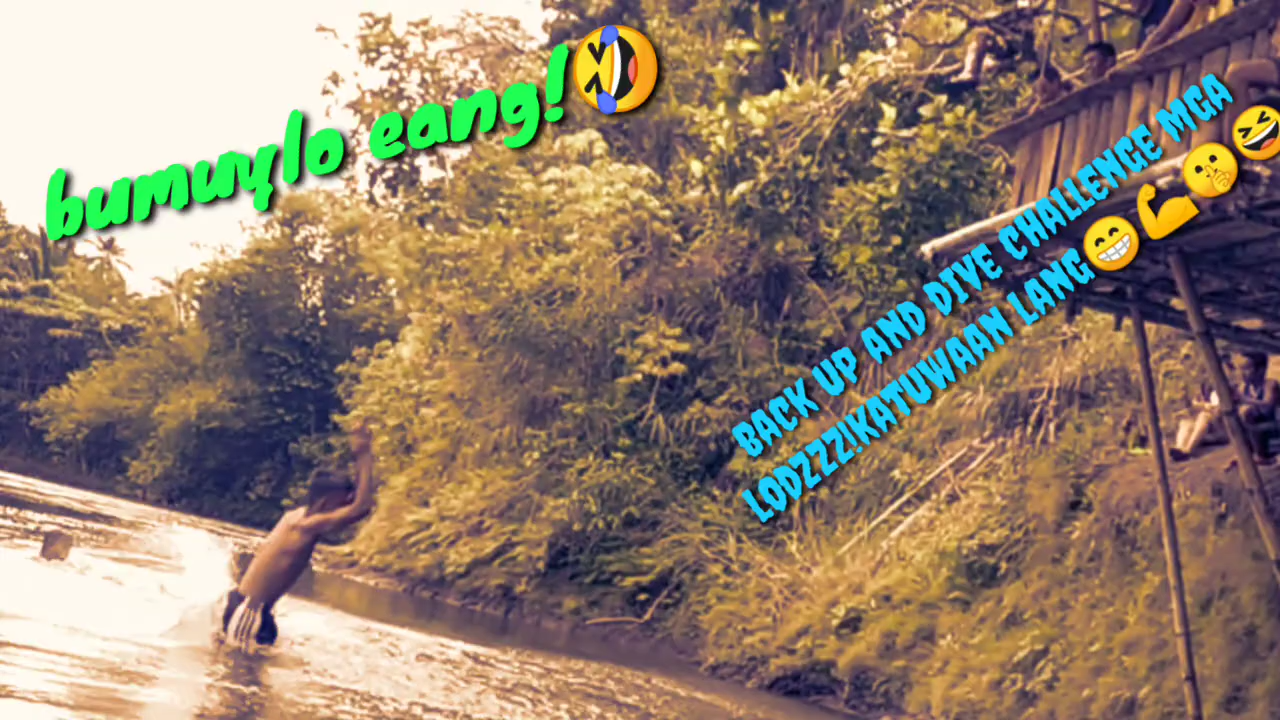 bumuylo eang!🤣
BACK UP AND DIVE CHALLENGE MGA
LODZZZ!KATUWAAN LANG😁💪🤫🤣